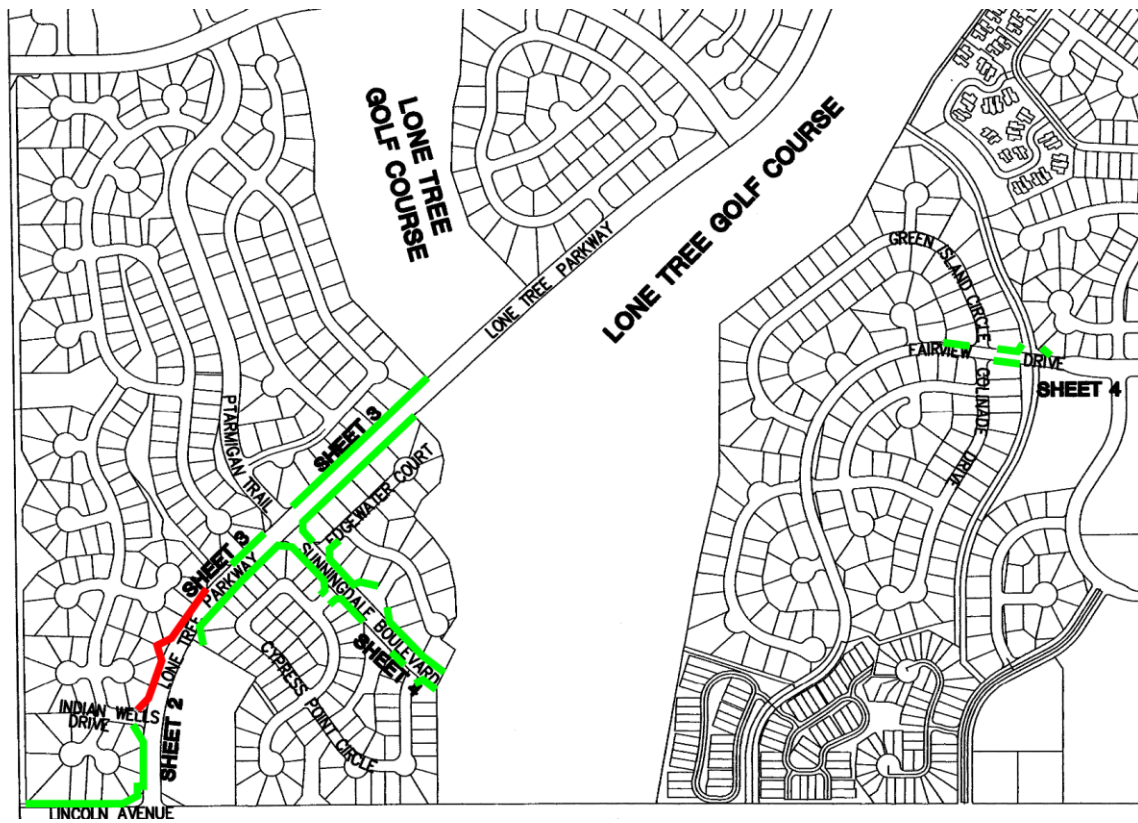 LONE TREE
GOLF COURSE
LONE TREE GOLF COURSE
LONE TREE PARKWAY
GREEN ISLAND CIRCLE
FAIRVIEW DRIVE
SHEET 4
GOLINADE DRIVE
PTARMIGAN TRAIL
SHEET 3
EDGEWATER COURT
SHEET 3
SUNNINGDALE BOULEVARD
LONE TREE PARKWAY
SHEET 4
CYPRESS POINT CIRCLE
INDIAN WELLS
DRIVE
SHEET 2
LINCOLN AVENUE